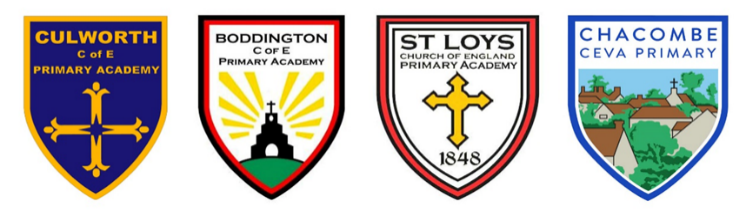 CULWORTH
C of E
PRIMARY ACADEMY
BODDINGTON
C OF E
PRIMARY ACADEMY
ST LOYS
CHURCH OF ENGLAND
PRIMARY ACADEMY
1848
CHACOMBE
CEVA PRIMARY